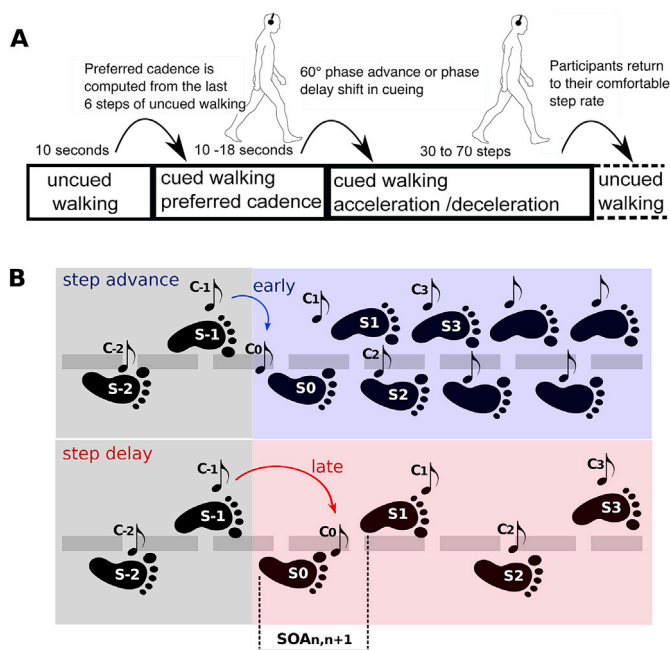 A
Preferred cadence is
computed from the last
6 steps of uncued walking
60° phase advance or phase
delay shift in cueing
Participants return
to their comfortable
step rate
10 seconds
10 -18 seconds
30 to 70 steps
uncued
walking
cued walking
preferred cadence
cued walking
acceleration /deceleration
uncued
walking
B
step advance
C-1
early
C1
C3
S-1
S1
S3
C-2
C0
C2
S-2
S0
S2
step delay
C-1
late
C1
C3
S-1
S1
S3
C-2
C0
C2
S-2
S0
S2
SOAn,n+1